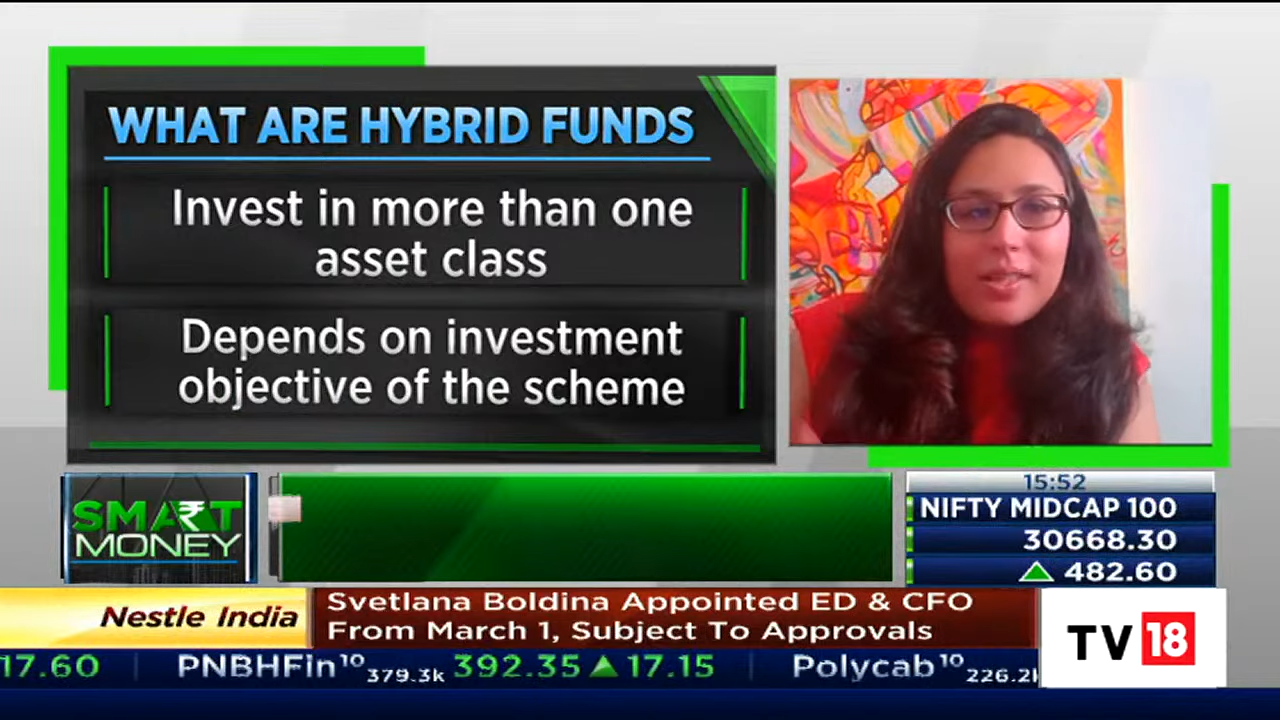 WHAT ARE HYBRID FUNDS
Invest in more than one
asset class
Depends on investment
objective of the scheme
SMA₹T
MONEY
15:52
NIFTY MIDCAP 100
30668.30
▲ 482.60
Nestle India
Svetlana Boldina Appointed ED & CFO
From March 1, Subject To Approvals
TV18
17.60 PNBHFin¹⁰ 379.3k 392.35 ▲ 17.15 Polycab¹⁰ 226.2k